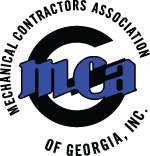 MECHANICAL CONTRACTORS ASSOCIATION
mca
OF GEORGIA, INC.